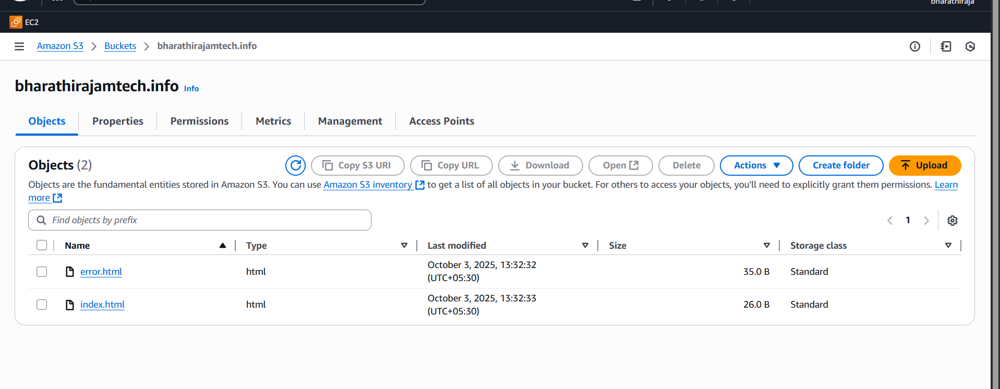 bharathiraja
EC2
Amazon S3 > Buckets > bharathirajamtech.info
bharathirajamtech.info Info
Objects Properties Permissions Metrics Management Access Points
Objects (2) Copy S3 URI Copy URL Download Open Delete Actions Create folder Upload
Objects are the fundamental entities stored in Amazon S3. You can use Amazon S3 inventory to get a list of all objects in your bucket. For others to access your objects, you'll need to explicitly grant them permissions. Learn
more
Find objects by prefix 1
Name Type Last modified Size Storage class
error.html html October 3, 2025, 13:32:32 (UTC+05:30) 35.0 B Standard
index.html html October 3, 2025, 13:32:33 (UTC+05:30) 26.0 B Standard